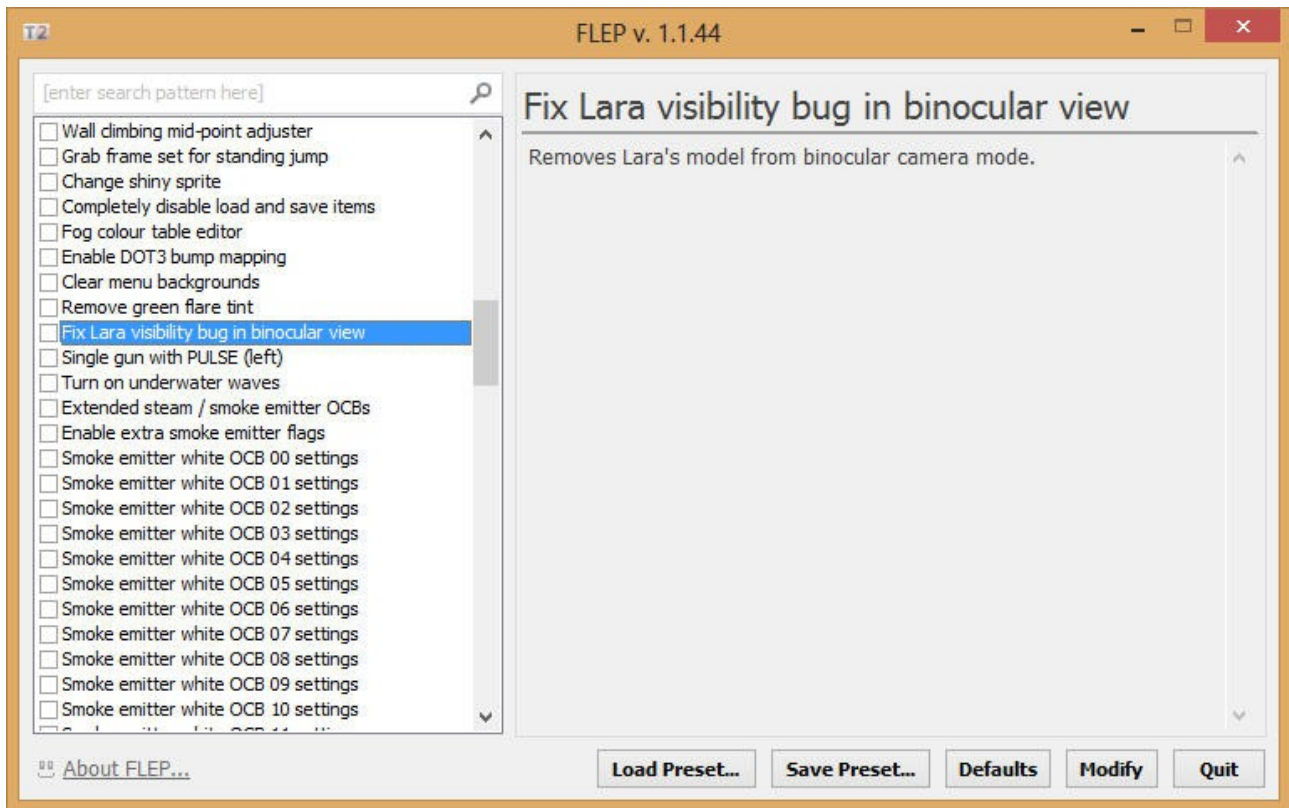 T2
FLEP v. 1.1.44
[enter search pattern here]
Wall climbing mid-point adjuster
Grab frame set for standing jump
Change shiny sprite
Completely disable load and save items
Fog colour table editor
Enable DOT3 bump mapping
Clear menu backgrounds
Remove green flare tint
Fix Lara visibility bug in binocular view
Single gun with PULSE (left)
Turn on underwater waves
Extended steam / smoke emitter OCBs
Enable extra smoke emitter flags
Smoke emitter white OCB 00 settings
Smoke emitter white OCB 01 settings
Smoke emitter white OCB 02 settings
Smoke emitter white OCB 03 settings
Smoke emitter white OCB 04 settings
Smoke emitter white OCB 05 settings
Smoke emitter white OCB 06 settings
Smoke emitter white OCB 07 settings
Smoke emitter white OCB 08 settings
Smoke emitter white OCB 09 settings
Smoke emitter white OCB 10 settings
Fix Lara visibility bug in binocular view
Removes Lara's model from binocular camera mode.
About FLEP...
Load Preset...
Save Preset...
Defaults
Modify
Quit